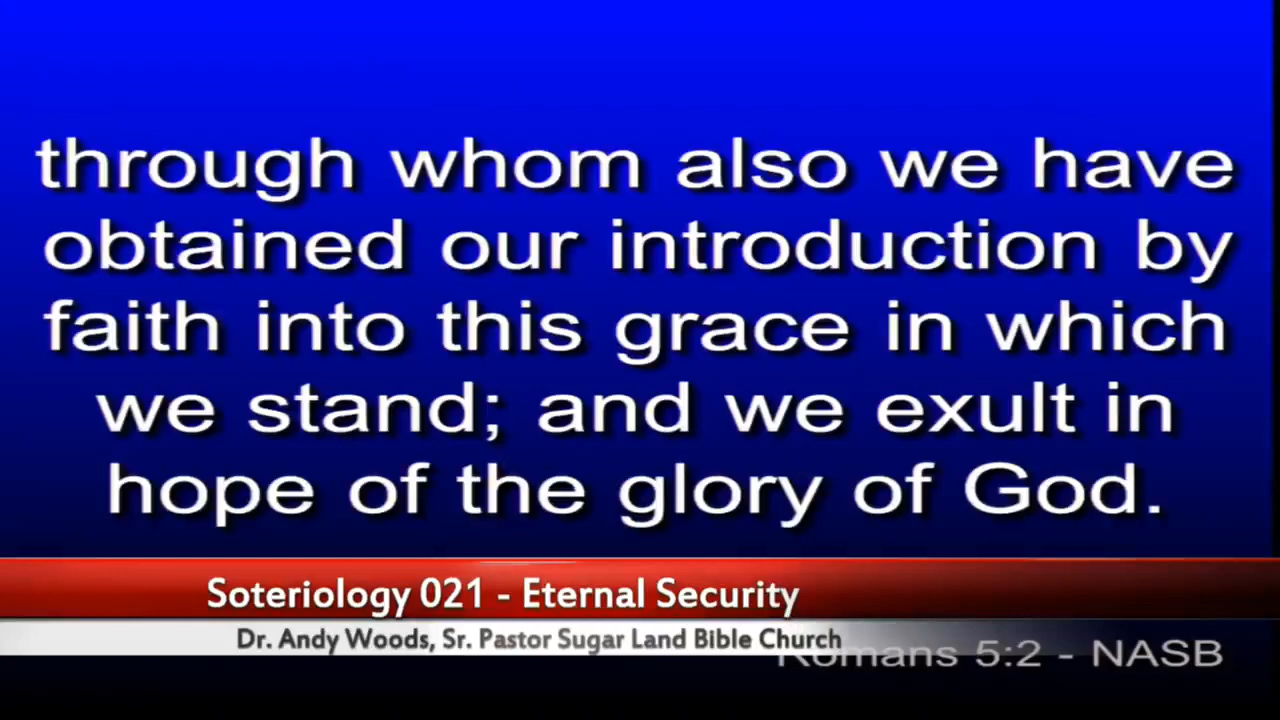 through whom also we have
obtained our introduction by
faith into this grace in which
we stand; and we exult in
hope of the glory of God.
Soteriology 021 - Eternal Security
Dr. Andy Woods, Sr. Pastor Sugar Land Bible Church
Romans 5:2 - NASB